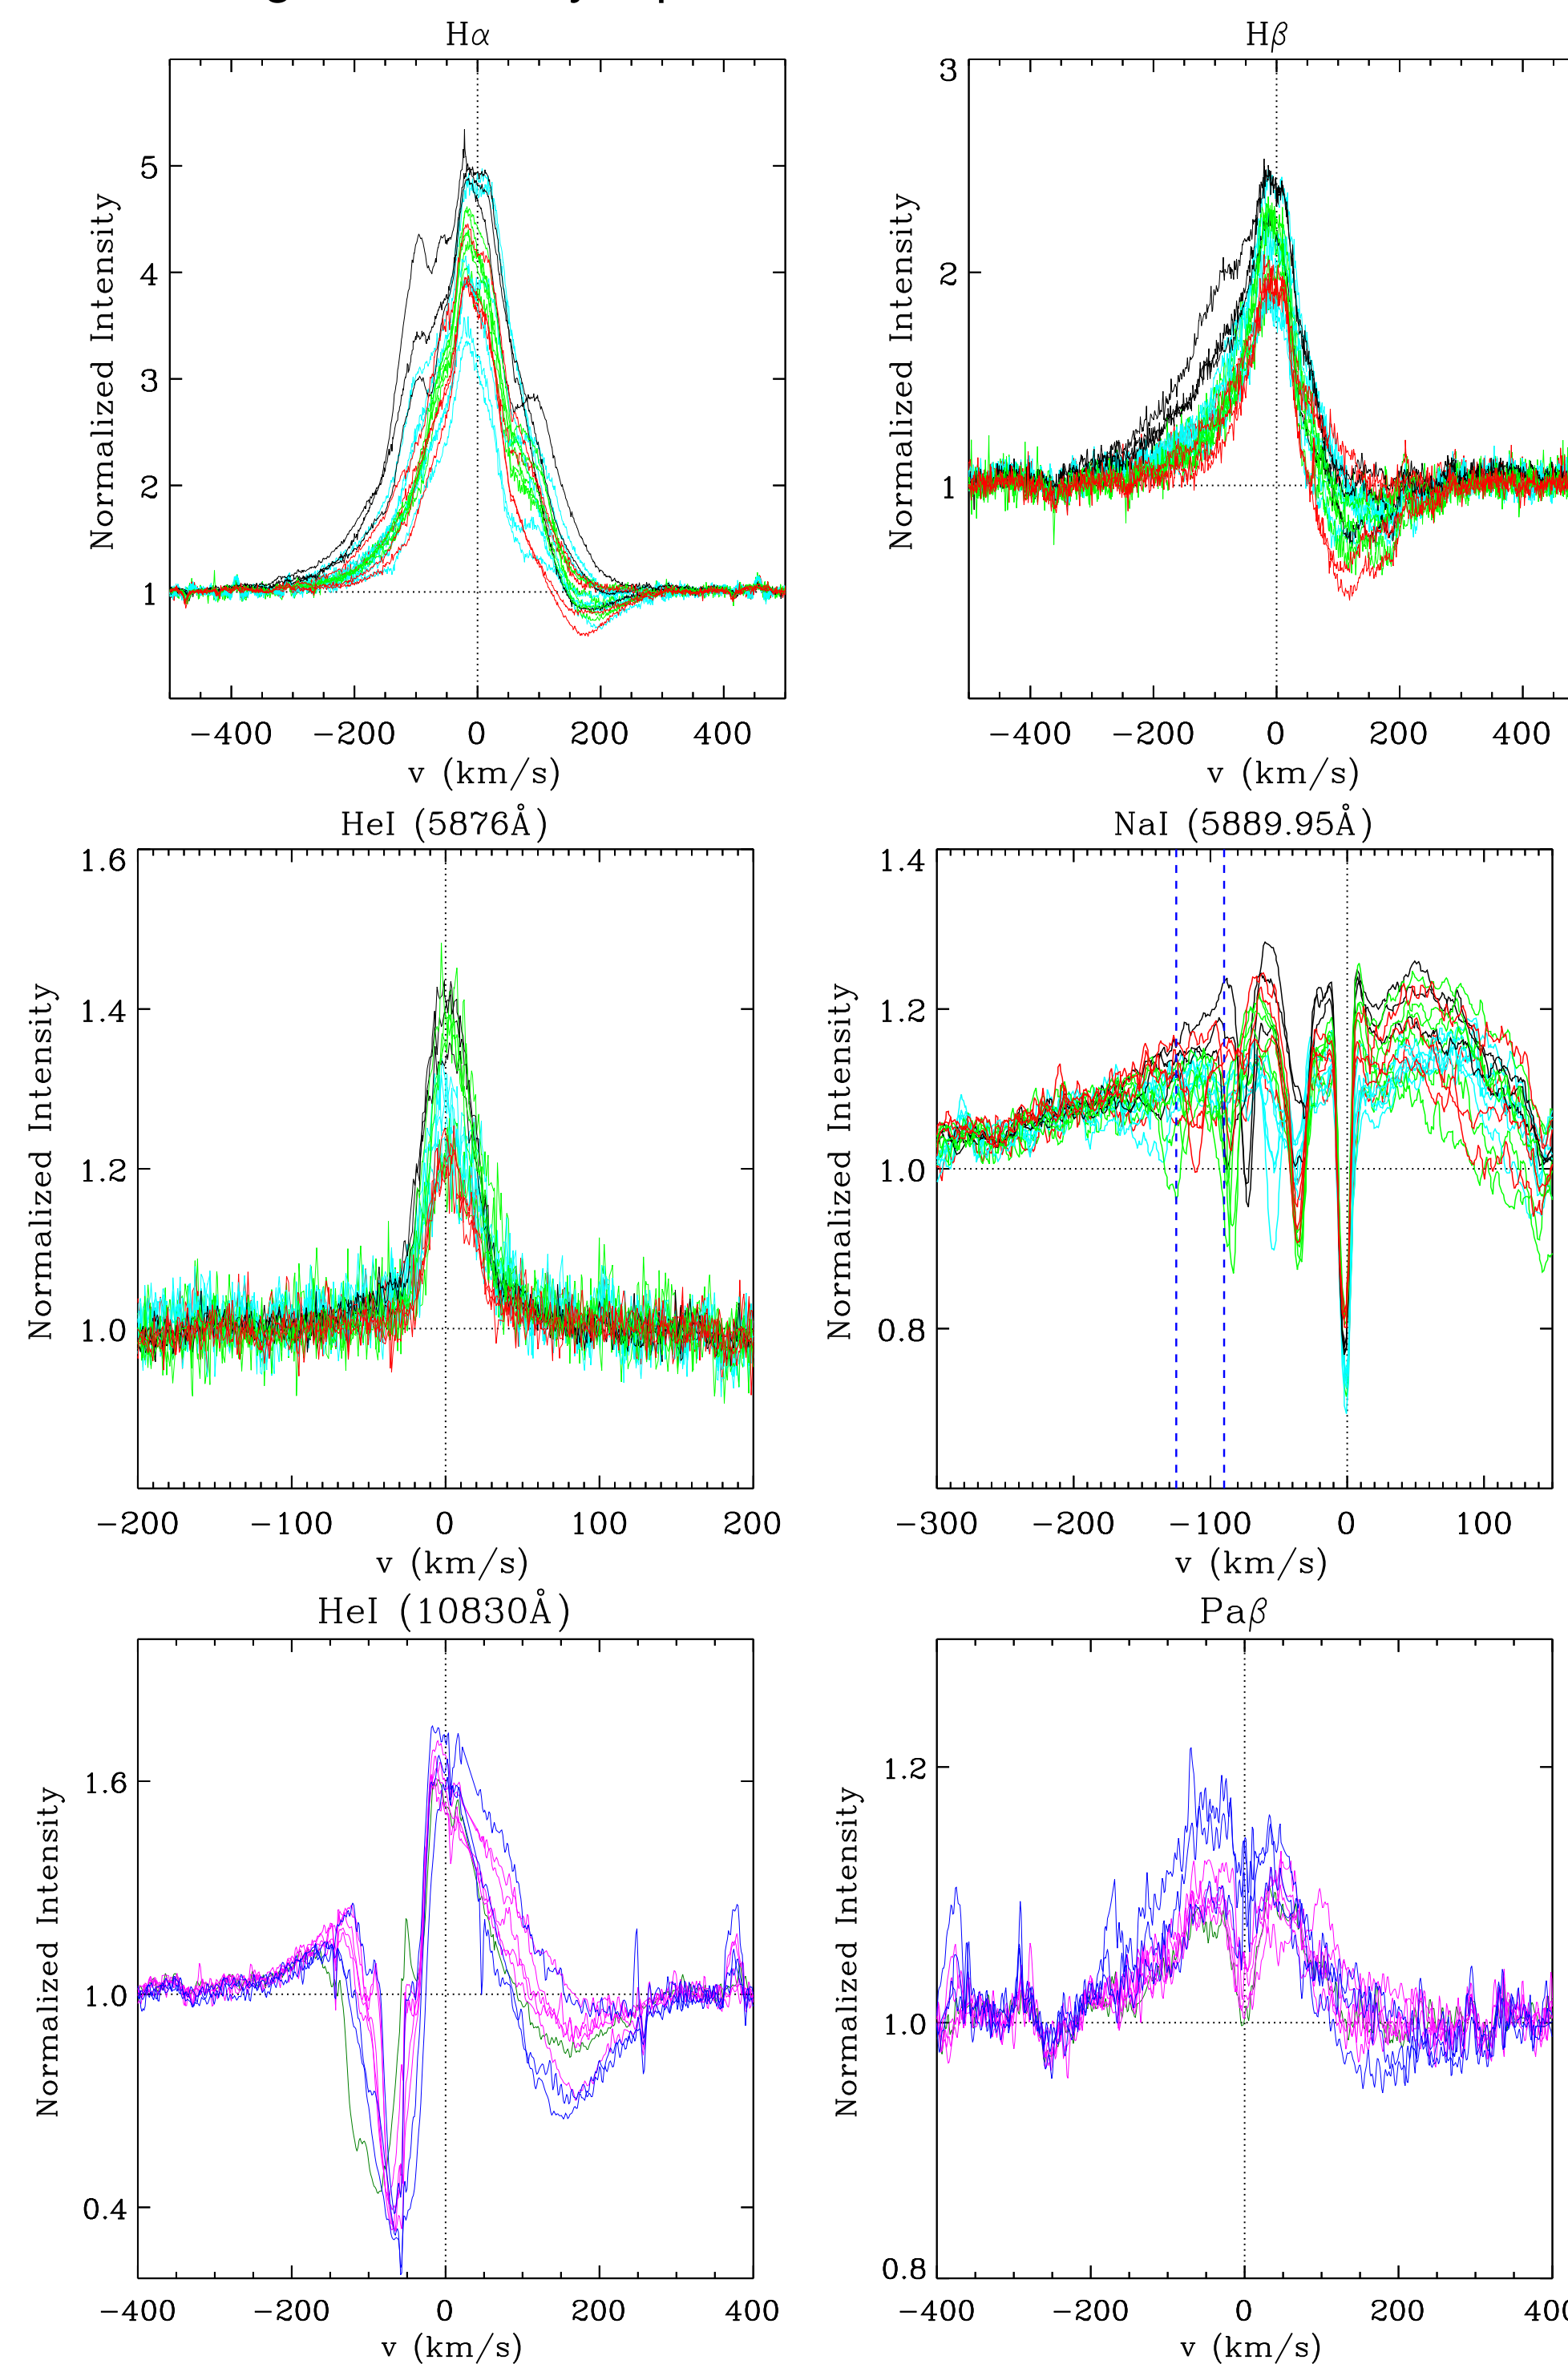 Hα
Hβ
Normalized Intensity
5
4
3
2
1
−400 −200 0 200 400
v (km/s)
Normalized Intensity
3
2
1
−400 −200 0 200 400
v (km/s)
HeI (5876Å)
NaI (5889.95Å)
Normalized Intensity
1.6
1.4
1.2
1.0
−200 −100 0 100 200
v (km/s)
Normalized Intensity
1.4
1.2
1.0
0.8
−300 −200 −100 0 100
v (km/s)
HeI (10830Å)
Paβ
Normalized Intensity
1.6
1.0
0.4
−400 −200 0 200 400
v (km/s)
Normalized Intensity
1.2
1.0
0.8
−400 −200 0 200 400
v (km/s)